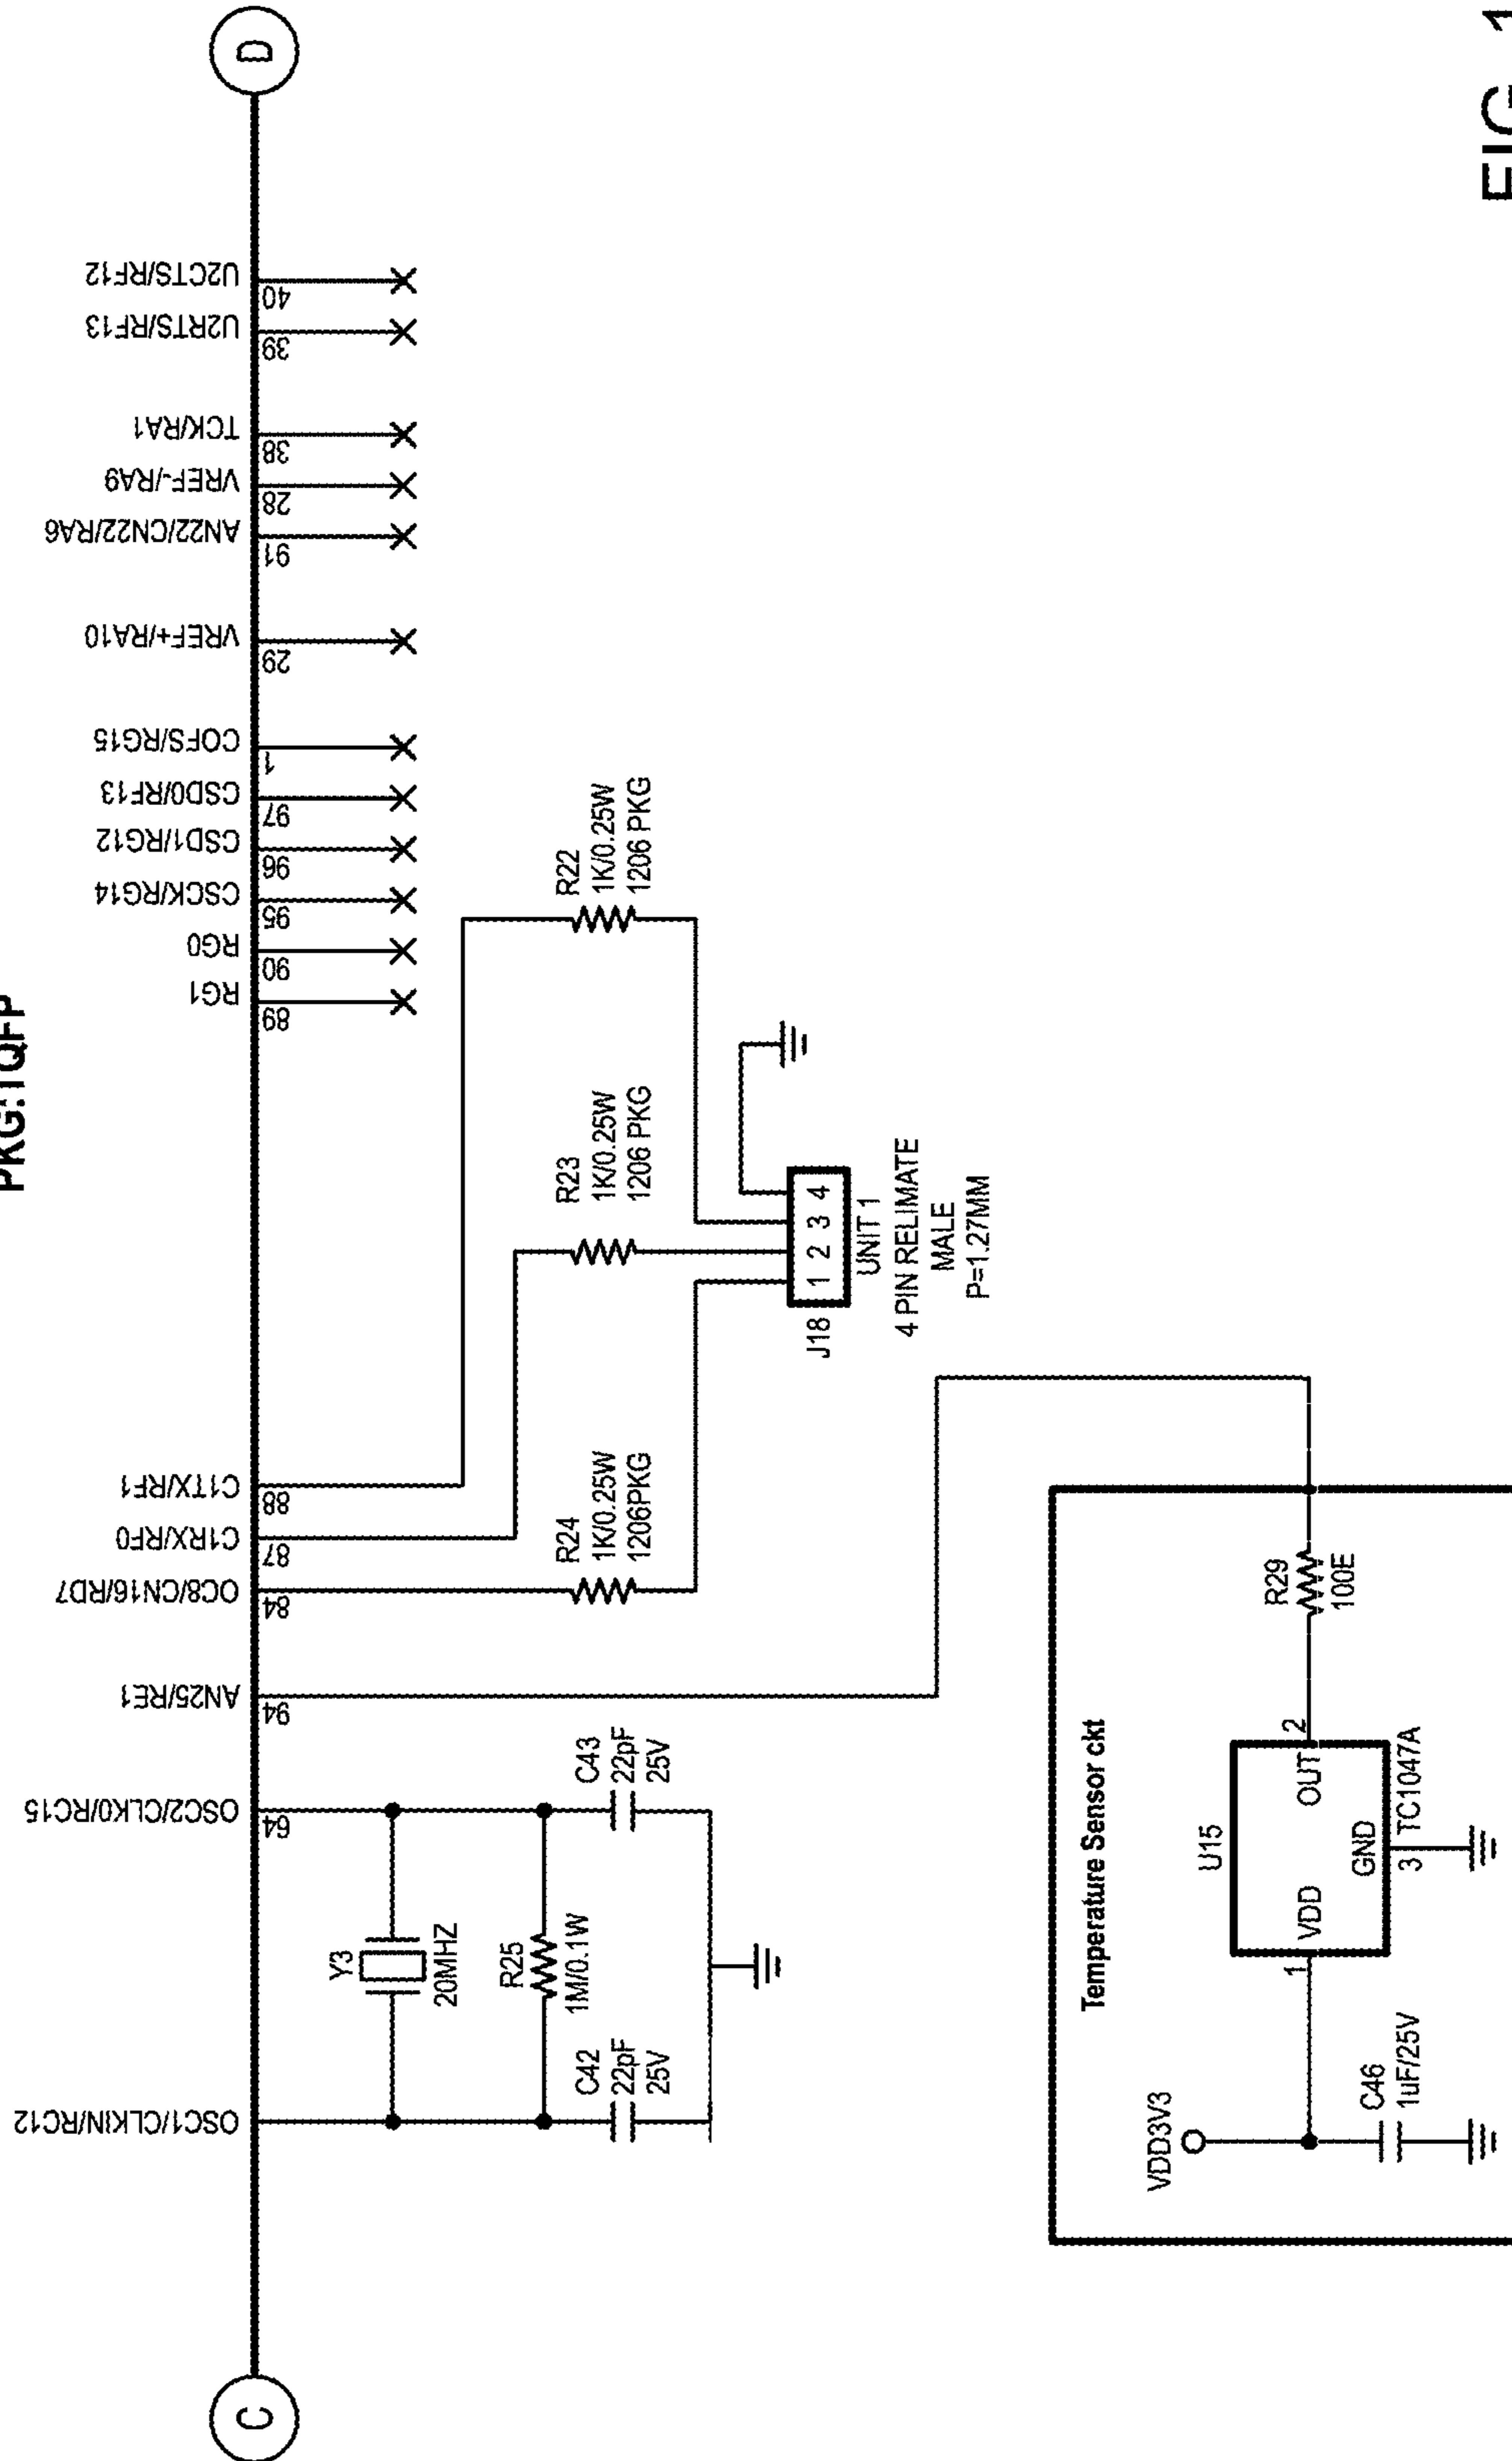 PKG:TQFP
C
D
OSC1/CLKIN/RC12
OSC2/CLK0/RC15
64
AN25/RE1
94
OC8/CN16/RD7
84
C1RX/RF0
87
C1TX/RF1
88
RG1
89
RG0
90
CSCK/RG14
95
CSD1/RG12
96
CSD0/RF13
97
COFS/RG15
1
VREF+/RA10
29
AN22/CN22/RA6
91
VREF-/RA9
28
TCK/RA1
38
U2RTS/RF13
39
U2CTS/RF12
40
Y3
20MHZ
R25
1M/0.1W
C42
22pF
25V
C43
22pF
25V
R24
1K/0.25W
1206PKG
R23
1K/0.25W
1206 PKG
R22
1K/0.25W
1206 PKG
J18
1 2 3 4
UNIT 1
4 PIN RELIMATE
MALE
P=1.27MM
Temperature Sensor ckt
VDD3V3
C46
1uF/25V
U15
1
VDD
OUT
2
GND
3
TC1047A
R29
100E
FIG. 1